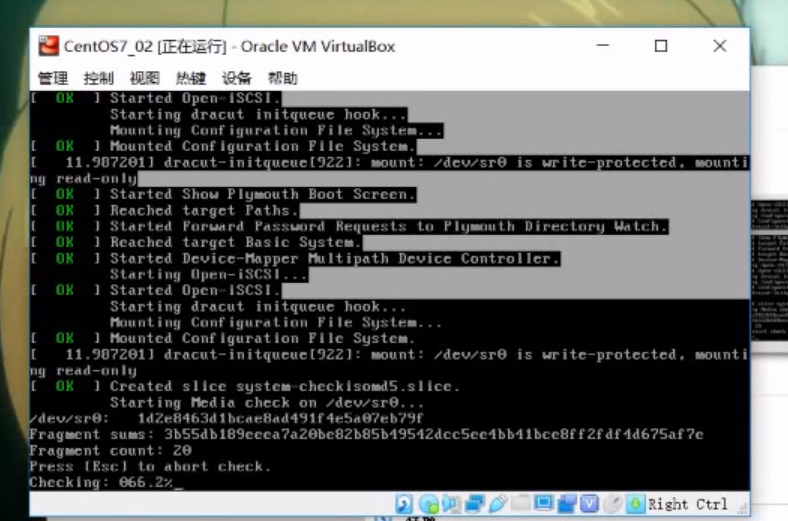 CentOS7_02 [正在运行] - Oracle VM VirtualBox
管理 控制 视图 热键 设备 帮助
[ OK ] Started Open-iSCSI.
Starting dracut initqueue hook...
Mounting Configuration File System...
[ OK ] Mounted Configuration File System.
[ 11.987201] dracut-initqueue[922]: mount: /dev/sr0 is write-protected, mounti
ng read-only
[ OK ] Started Show Plymouth Boot Screen.
[ OK ] Reached target Paths.
[ OK ] Started Forward Password Requests to Plymouth Directory Watch.
[ OK ] Reached target Basic System.
[ OK ] Started Device-Mapper Multipath Device Controller.
Starting Open-iSCSI...
[ OK ] Started Open-iSCSI.
Starting dracut initqueue hook...
Mounting Configuration File System...
[ OK ] Mounted Configuration File System.
[ 11.987201] dracut-initqueue[922]: mount: /dev/sr0 is write-protected, mounti
ng read-only
[ OK ] Created slice system-checkisomd5.slice.
Starting Media check on /dev/sr0...
/dev/sr0: 1d2e8463d1bcae8ad491f4e5a07eb79f
Fragment sums: 3b55db189eeea7a20be82b85b49542dcc5ee4bb41bce8ff2fdf4d675af7e
Fragment count: 20
Press [Esc] to abort check.
Checking: 066.2%_
Right Ctrl